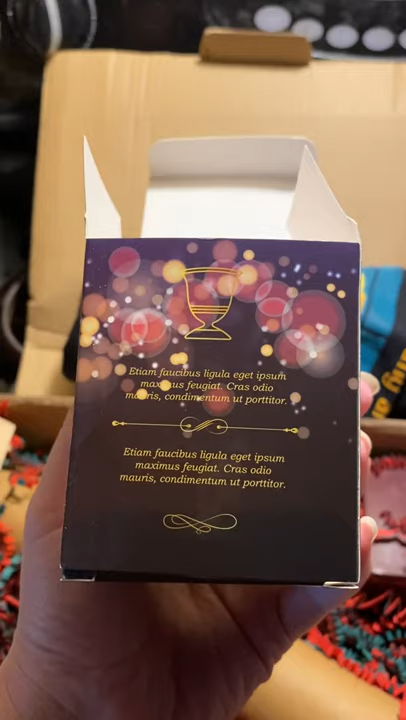 Etiam faucibus ligula eget ipsum
maximus feugiat. Cras odio
mauris, condimentum ut porttitor.
Etiam faucibus ligula eget ipsum
maximus feugiat. Cras odio
mauris, condimentum ut porttitor.